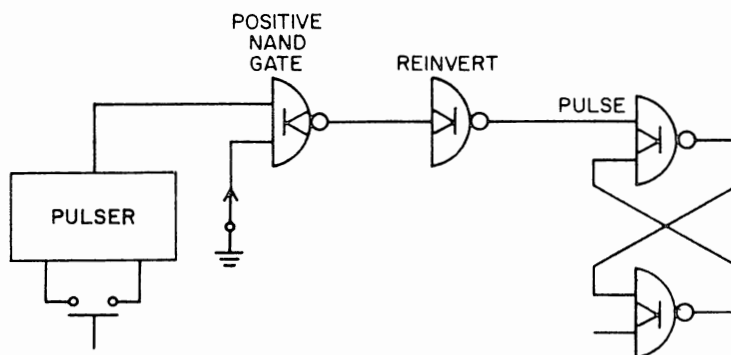 POSITIVE
NAND
GATE
REINVERT
PULSE
PULSER